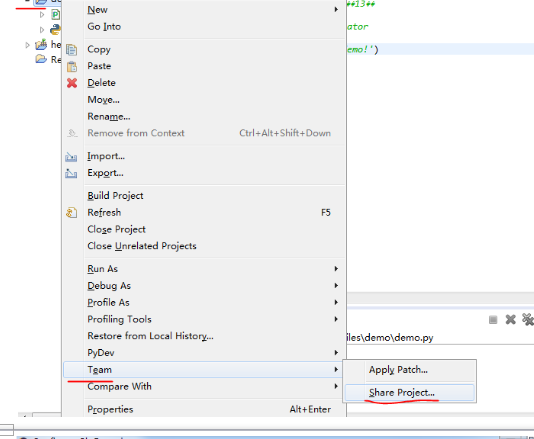 ##13##
New
ator
Go Into
he
Copy
emo!')
Re
Paste
Delete
Move...
Rename...
Remove from Context Ctrl+Alt+Shift+Down
Import...
Export...
Build Project
Refresh F5
Close Project
Close Unrelated Projects
Run As
Debug As
Profile As
Profiling Tools
Restore from Local History...
iles\demo\demo.py
PyDev
Team
Apply Patch...
Compare With
Share Project...
Properties Alt+Enter